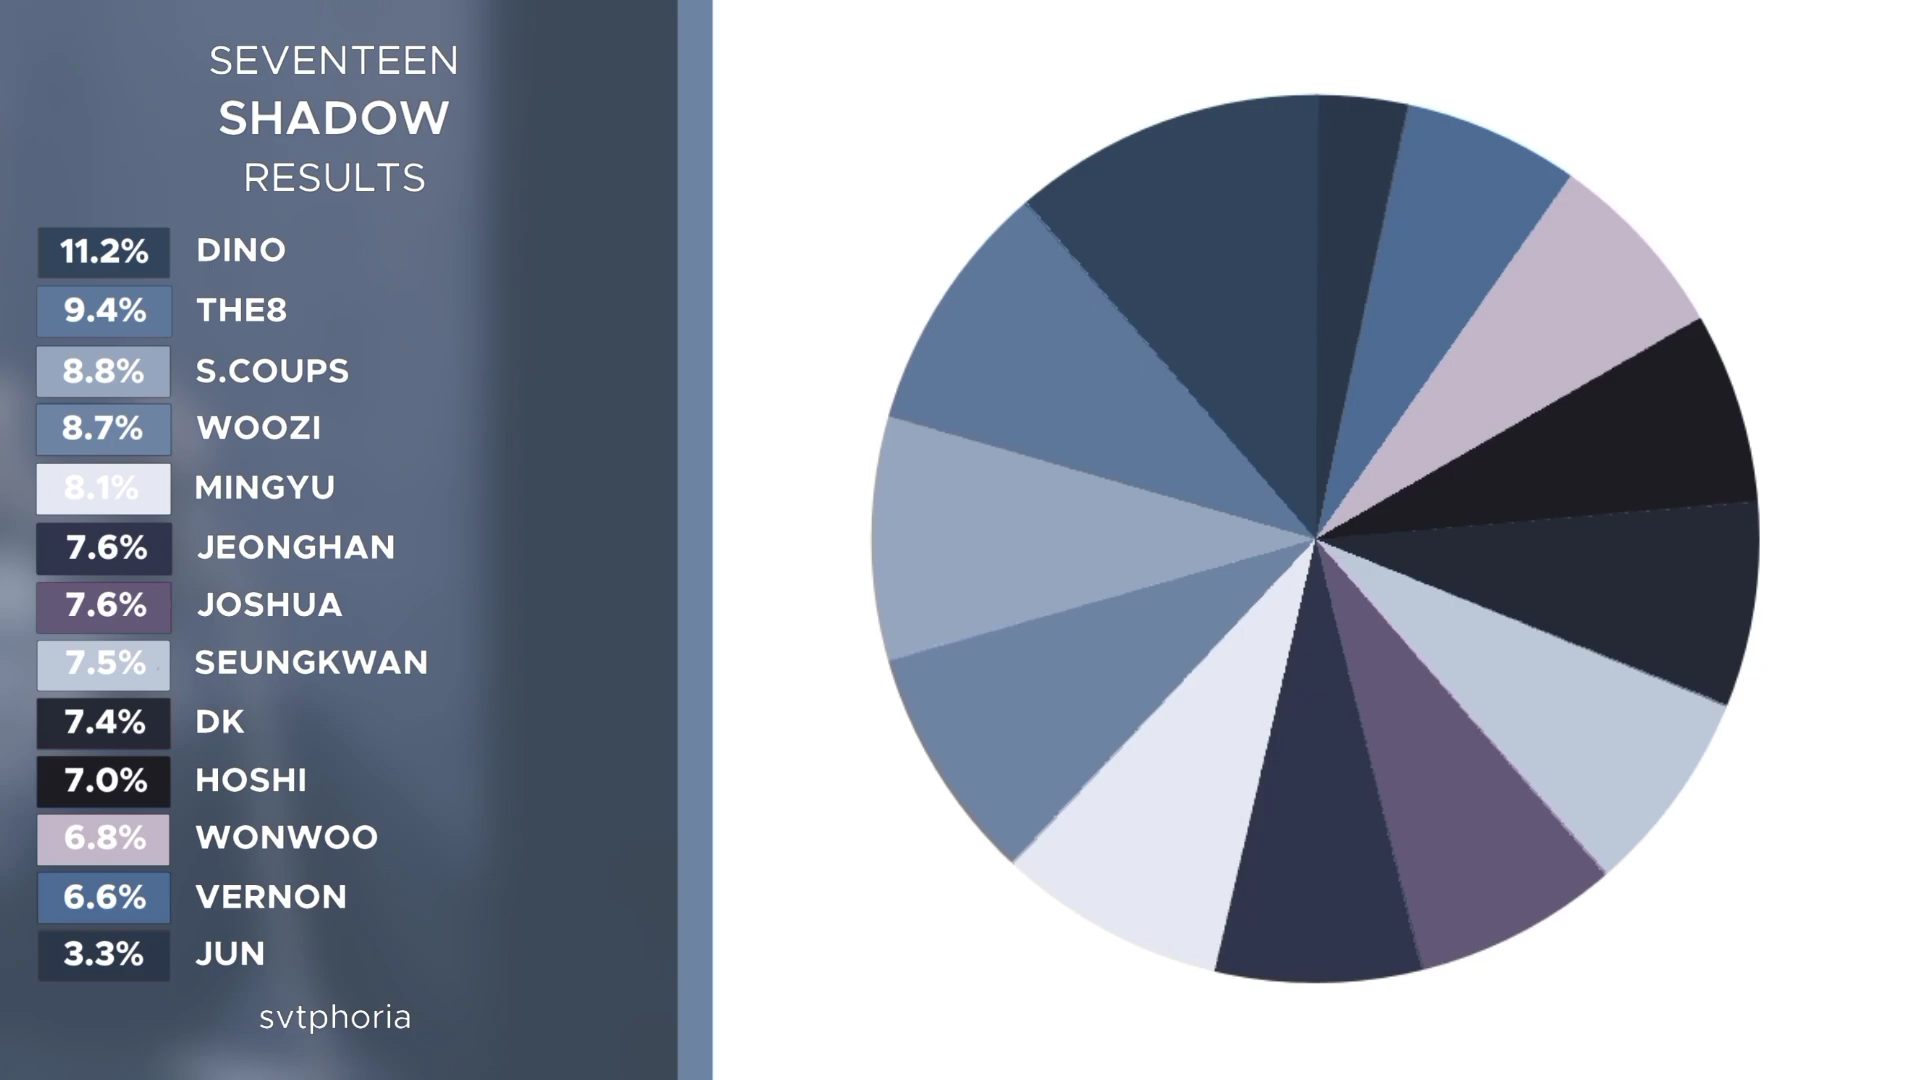 SEVENTEEN
SHADOW
RESULTS
11.2% DINO
9.4% THE8
8.8% S.COUPS
8.7% WOOZI
8.1% MINGYU
7.6% JEONGHAN
7.6% JOSHUA
7.5% SEUNGKWAN
7.4% DK
7.0% HOSHI
6.8% WONWOO
6.6% VERNON
3.3% JUN
svtphoria